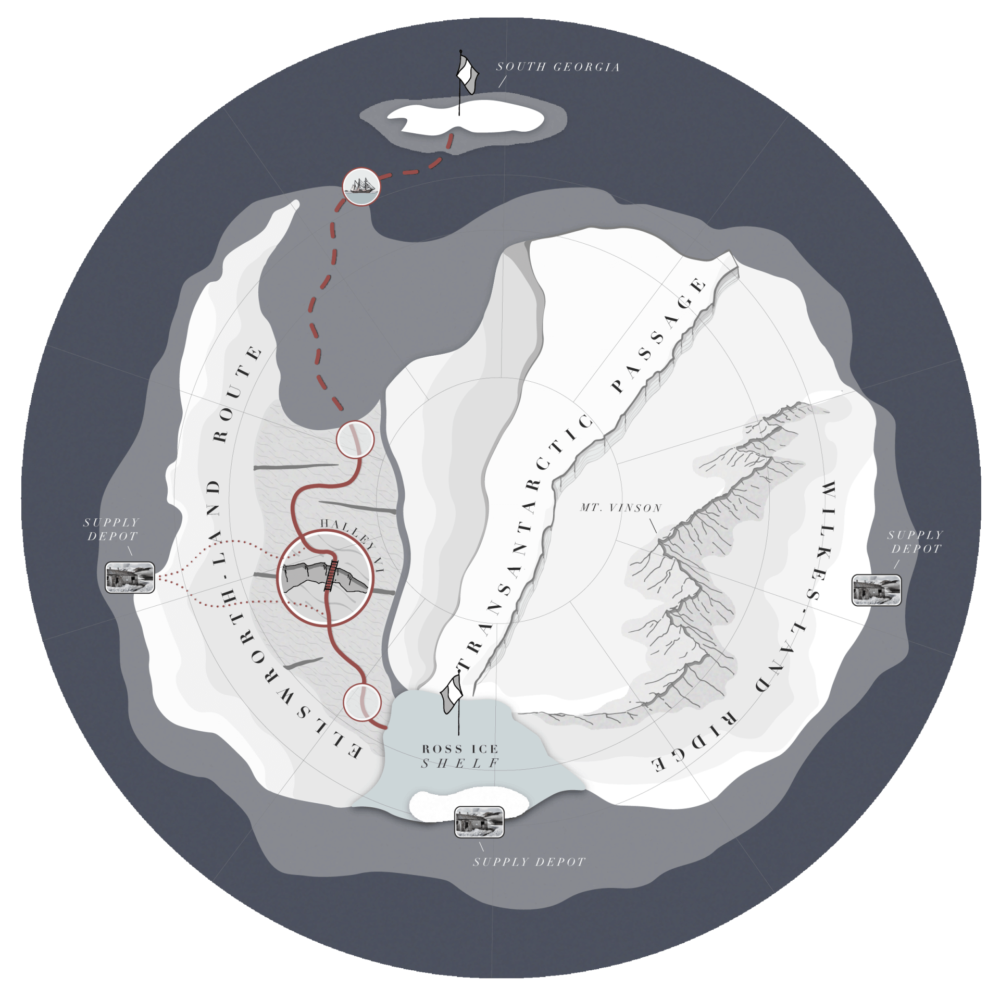 SOUTH GEORGIA
TRANSANTARCTIC PASSAGE
ELLSWRORTH-LAND ROUTE
WILKES-LAND RIDGE
MT. VINSON
HALLEY VI
SUPPLY
DEPOT
SUPPLY
DEPOT
ROSS ICE
SHELF
SUPPLY DEPOT